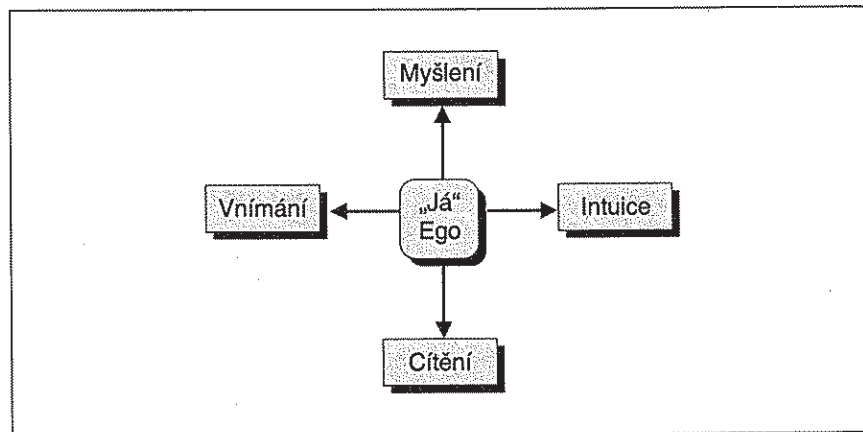 Myšlení
Vnímání
„Já“
Ego
Intuice
Cítění